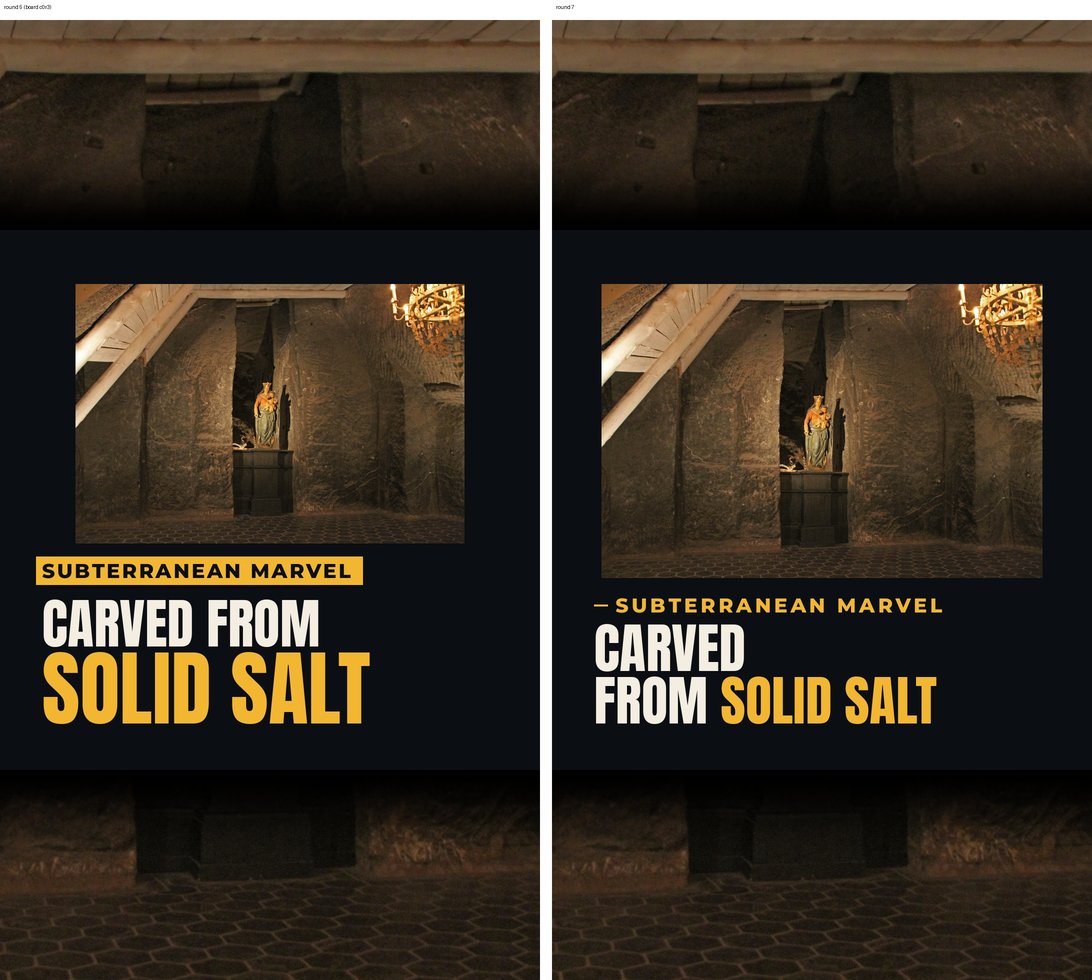 round 5 (board c0r3)
SUBTERRANEAN MARVEL
CARVED FROM
SOLID SALT
round 7
– SUBTERRANEAN MARVEL
CARVED
FROM SOLID SALT